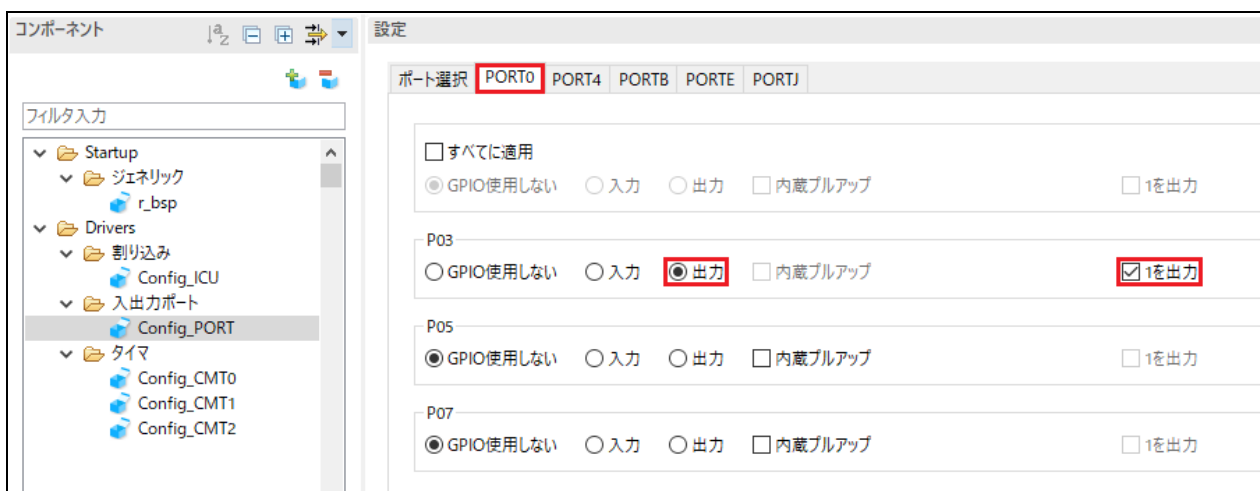 コンポーネント
フィルタ入力
Startup
ジェネリック
r_bsp
Drivers
割り込み
Config_ICU
入出力ポート
Config_PORT
タイマ
Config_CMT0
Config_CMT1
Config_CMT2
設定
ポート選択 PORT0 PORT4 PORTB PORTE PORTJ
すべてに適用
GPIO使用しない 入力 出力 内蔵プルアップ 1を出力
P03
GPIO使用しない 入力 出力 内蔵プルアップ 1を出力
P05
GPIO使用しない 入力 出力 内蔵プルアップ 1を出力
P07
GPIO使用しない 入力 出力 内蔵プルアップ 1を出力